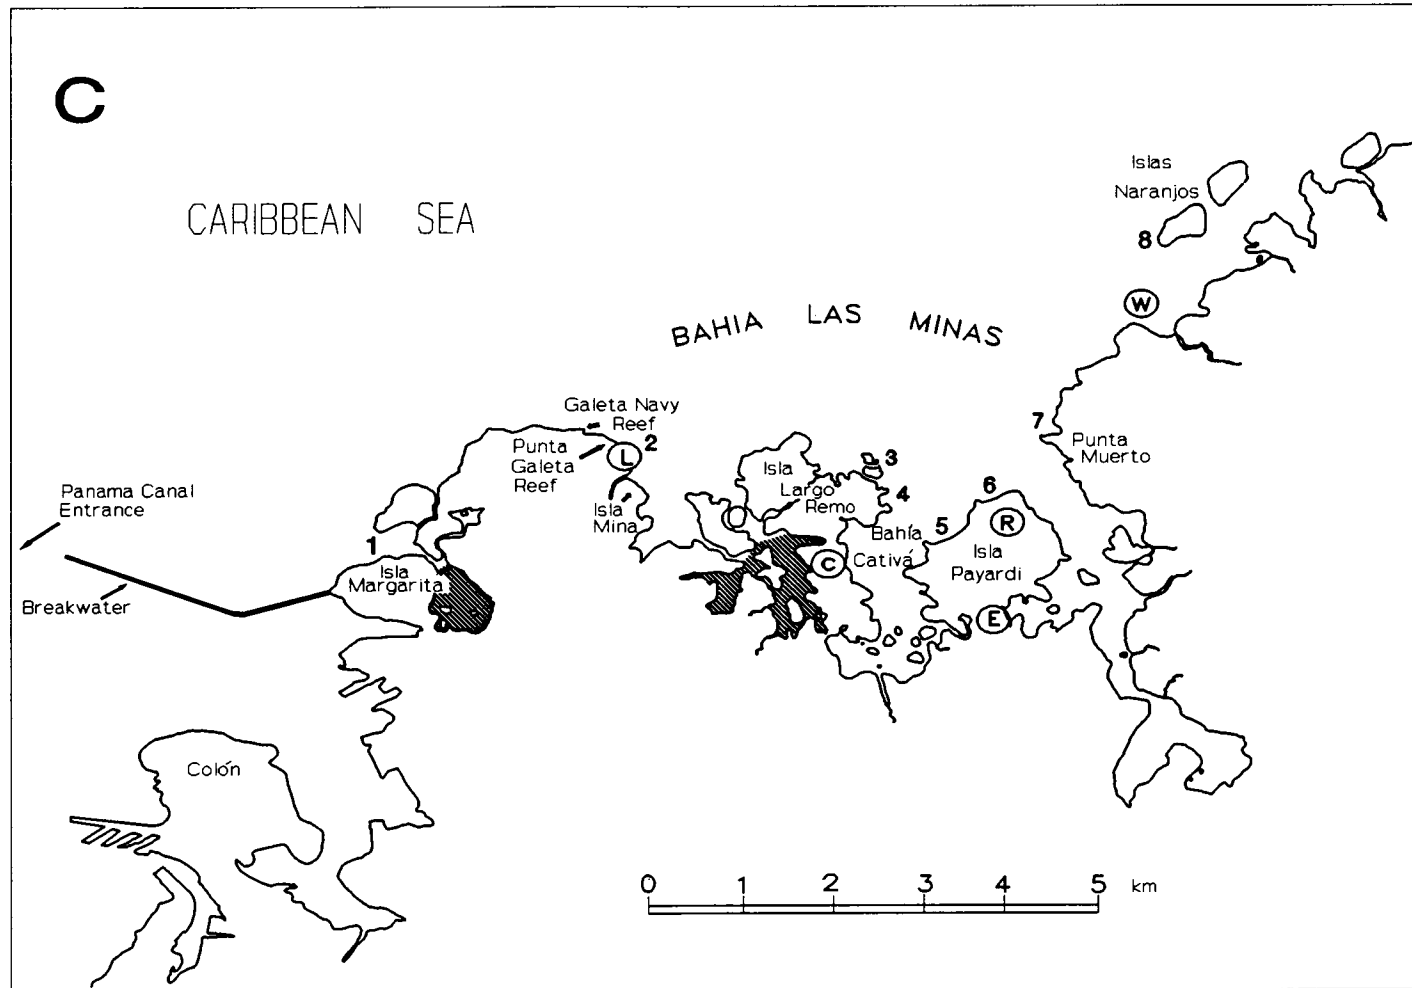 C
CARIBBEAN SEA
Islas
Naranjos
8
W
BAHIA LAS MINAS
Galeta Navy
Reef
2
Punta
Galeta
Reef
L
7
Punta
Muerto
Isla
Largo
Remo
3
4
6
R
5
Isla
Payardi
Panama Canal
Entrance
Isla
Mina
Bahía
Cativá
C
1
Isla
Margarita
Breakwater
E
Colón
0 1 2 3 4 5 km